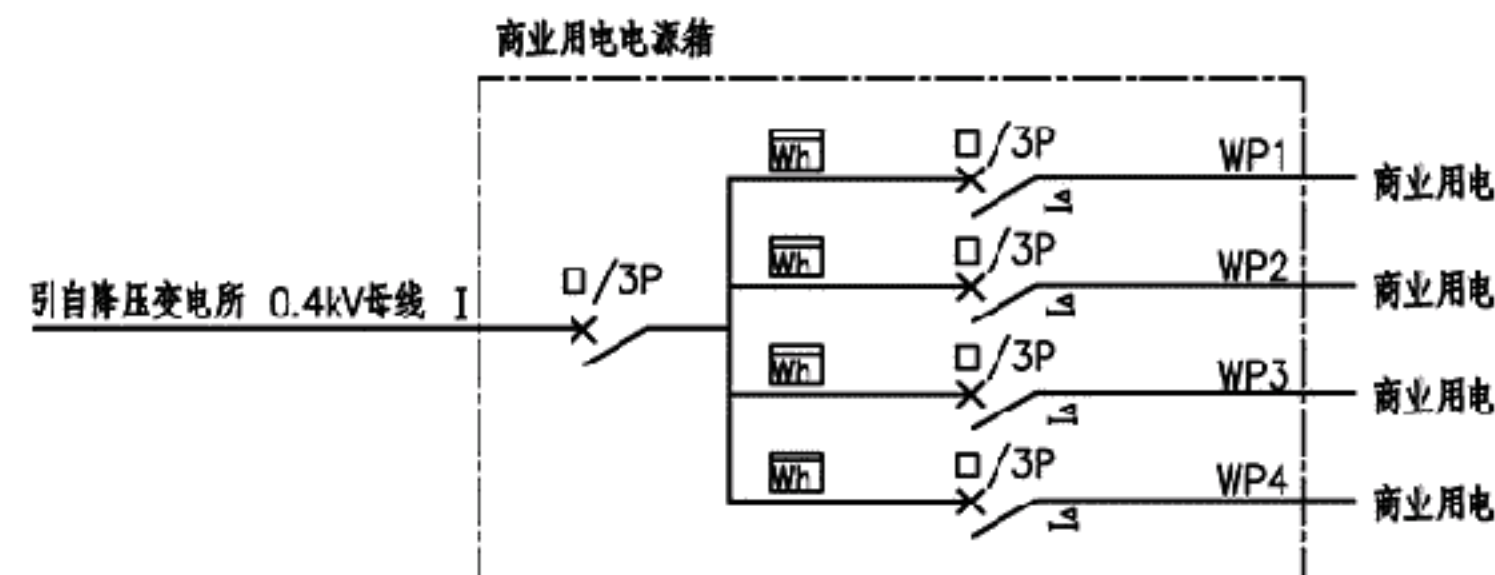 商业用电电源箱
Wh □/3P WP1 商业用电
I△
Wh □/3P WP2 商业用电
I△
引自降压变电所 0.4kV母线 I □/3P
Wh □/3P WP3 商业用电
I△
Wh □/3P WP4 商业用电
I△